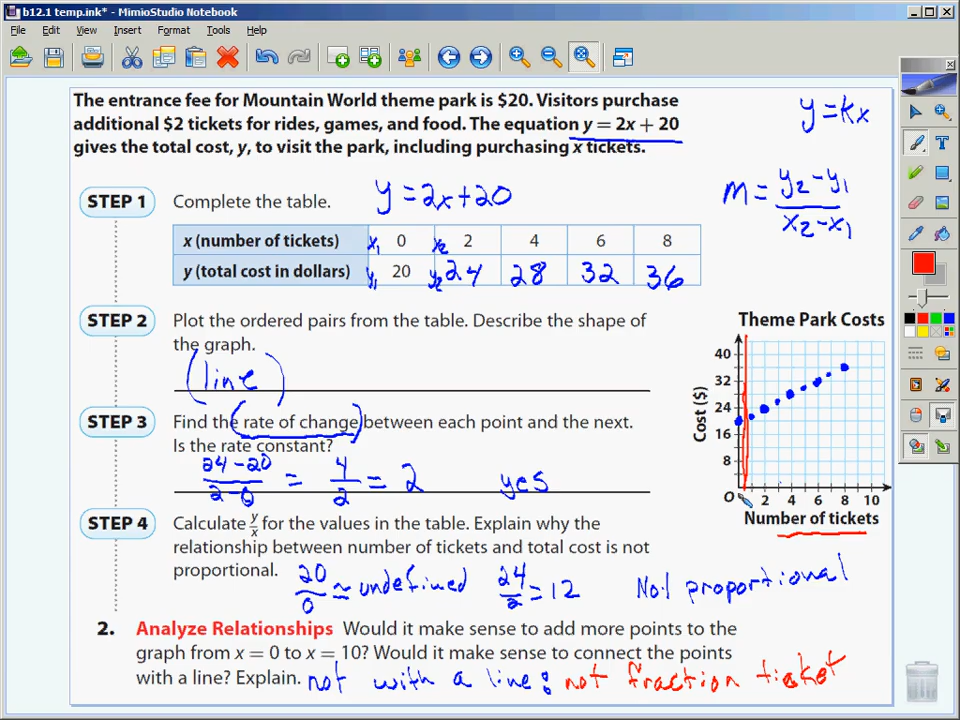 b12.1 temp.ink* - MimioStudio Notebook
File Edit View Insert Format Tools Help
The entrance fee for Mountain World theme park is $20. Visitors purchase
additional $2 tickets for rides, games, and food. The equation y = 2x + 20
gives the total cost, y, to visit the park, including purchasing x tickets.
y = kx
m = y2 - y1 / x2 - x1
STEP 1 Complete the table. y = 2x + 20
x (number of tickets) x1 0 x2 2 4 6 8
y (total cost in dollars) y1 20 y2 24 28 32 36
STEP 2 Plot the ordered pairs from the table. Describe the shape of
the graph.
(line)
STEP 3 Find the (rate of change) between each point and the next.
Is the rate constant?
24 - 20 / 2 - 0 = 4/2 = 2 yes
STEP 4 Calculate y/x for the values in the table. Explain why the
relationship between number of tickets and total cost is not
proportional.
20/0 ≃ undefined 24/2 = 12 Not proportional
Theme Park Costs
Cost ($)
40
32
24
16
8
O 2 4 6 8 10
Number of tickets
2. Analyze Relationships Would it make sense to add more points to the
graph from x = 0 to x = 10? Would it make sense to connect the points
with a line? Explain. not with a line: not fraction ticket